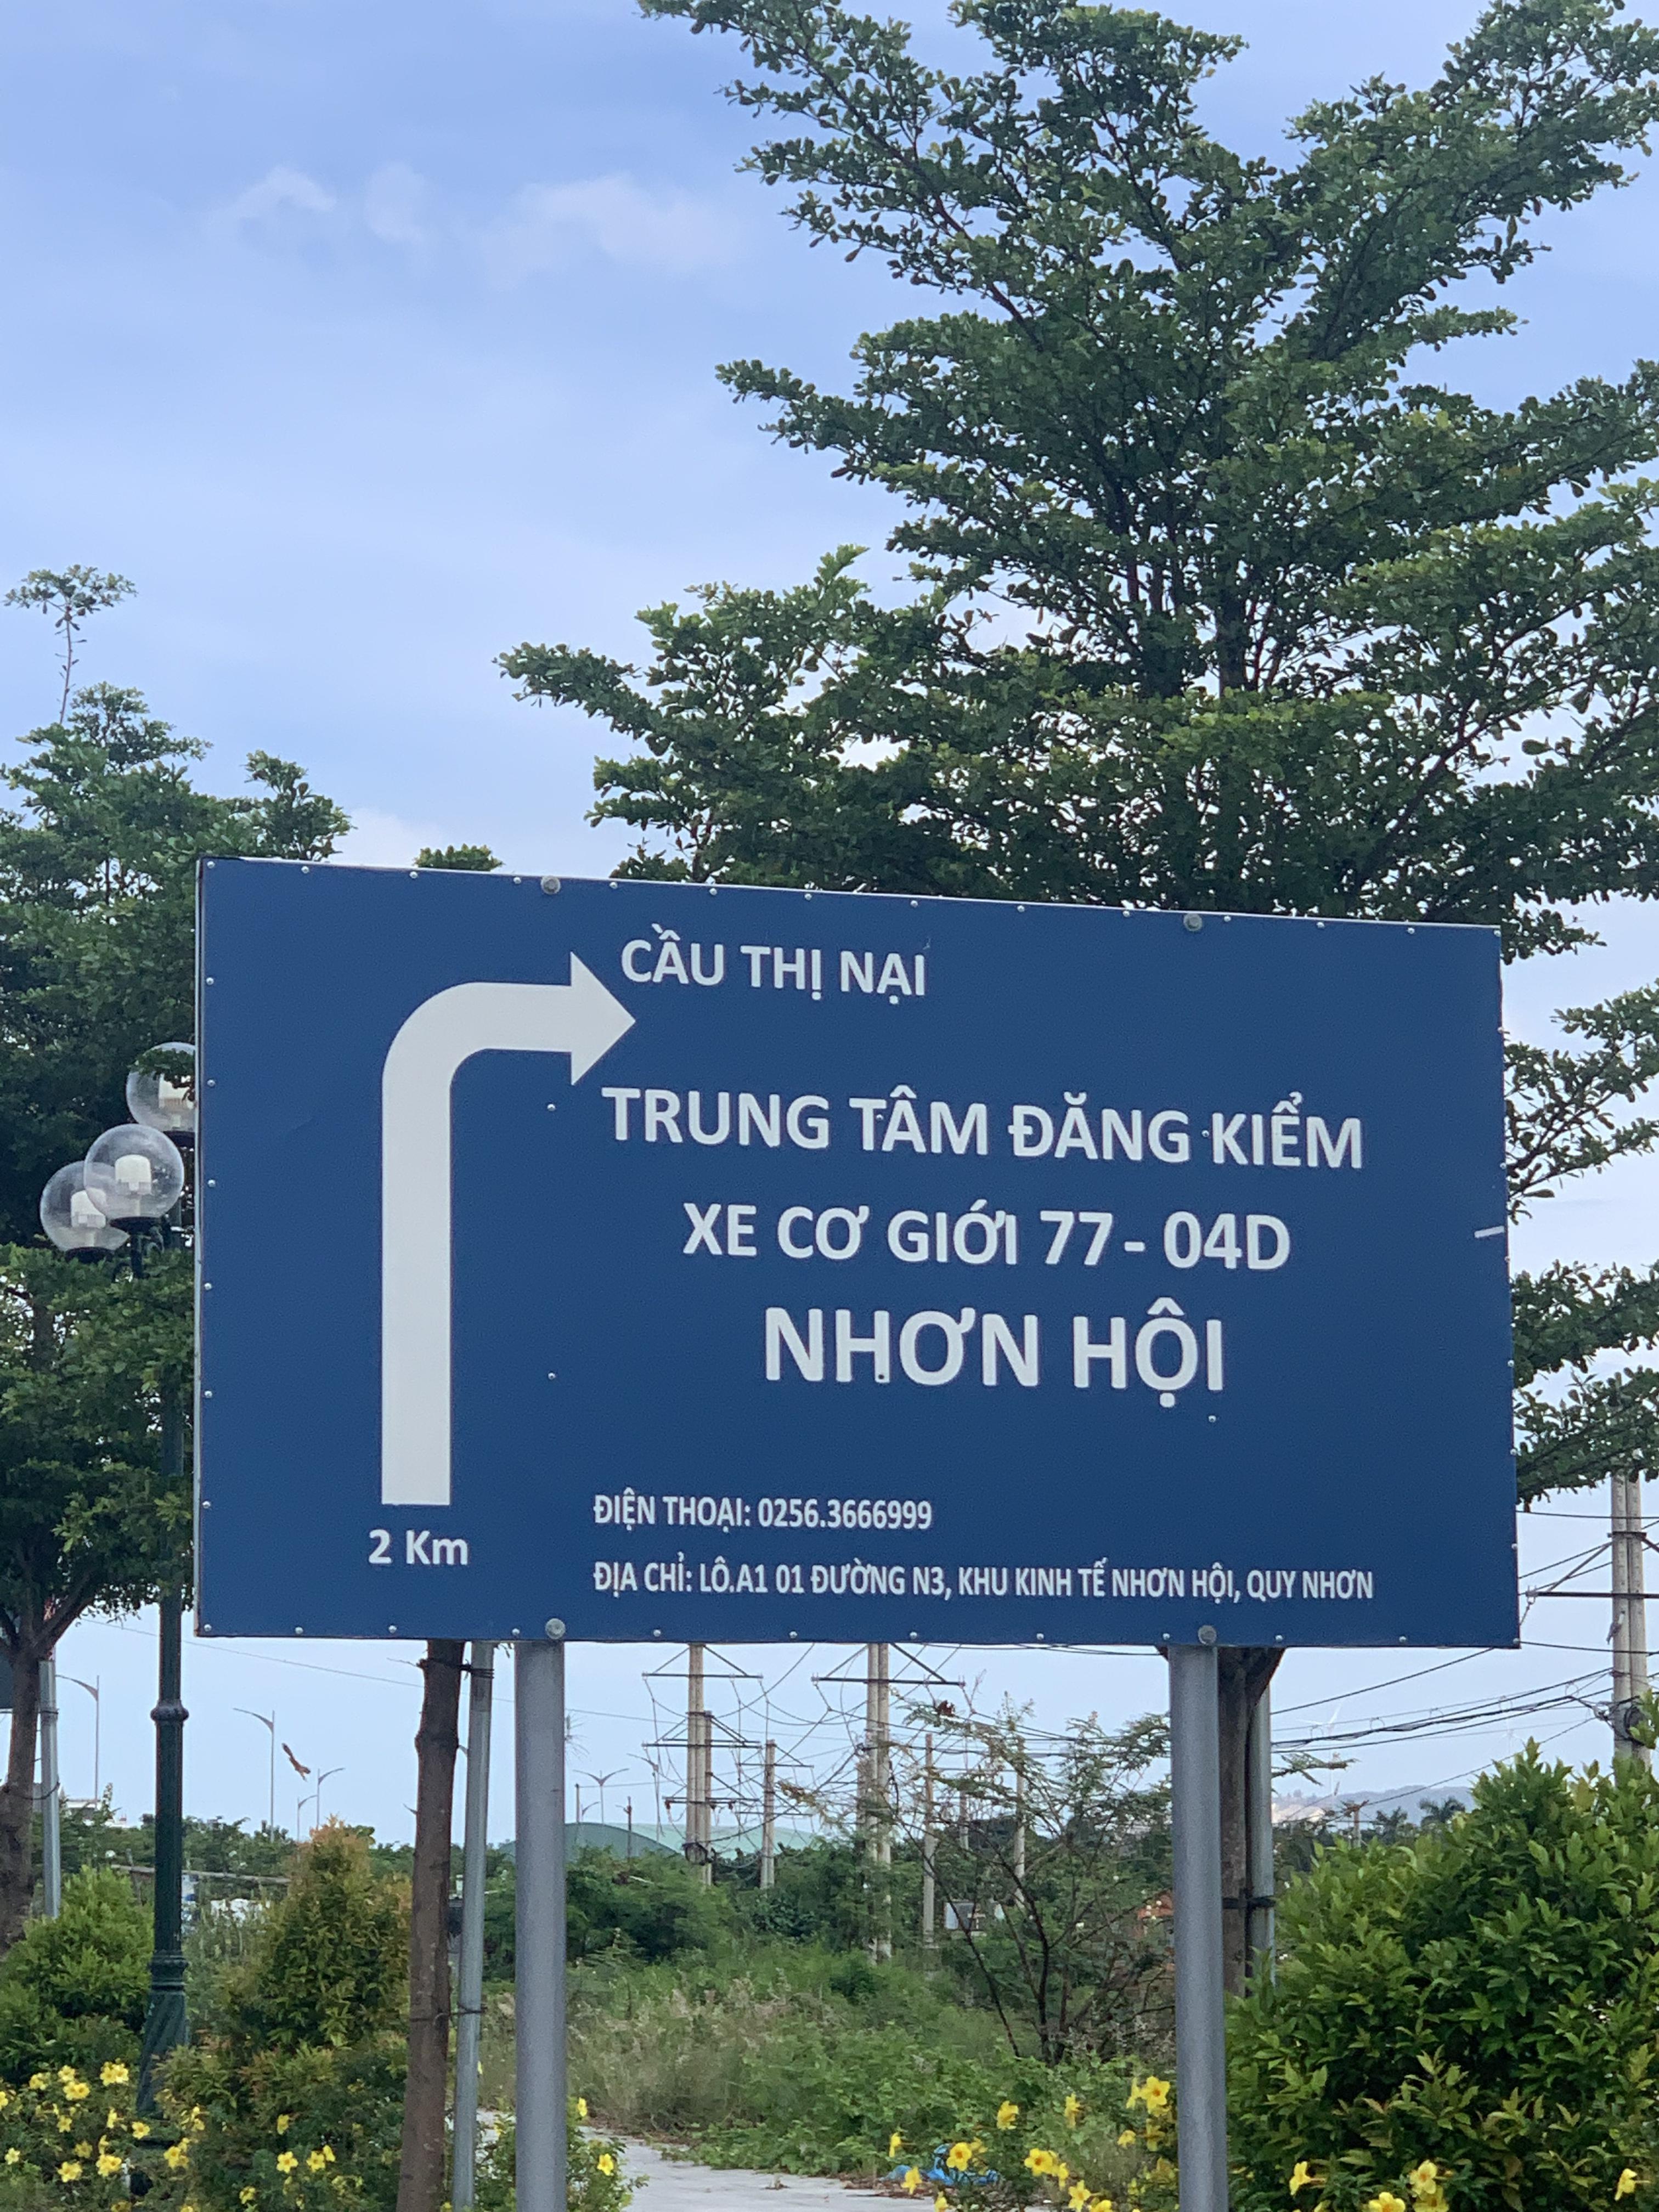 CẦU THỊ NẠI
TRUNG TÂM ĐĂNG KIỂM
XE CƠ GIỚI 77 - 04D
NHƠN HỘI
2 Km
ĐIỆN THOẠI: 0256.3666999
ĐỊA CHỈ: LÔ.A1 01 ĐƯỜNG N3, KHU KINH TẾ NHƠN HỘI, QUY NHƠN